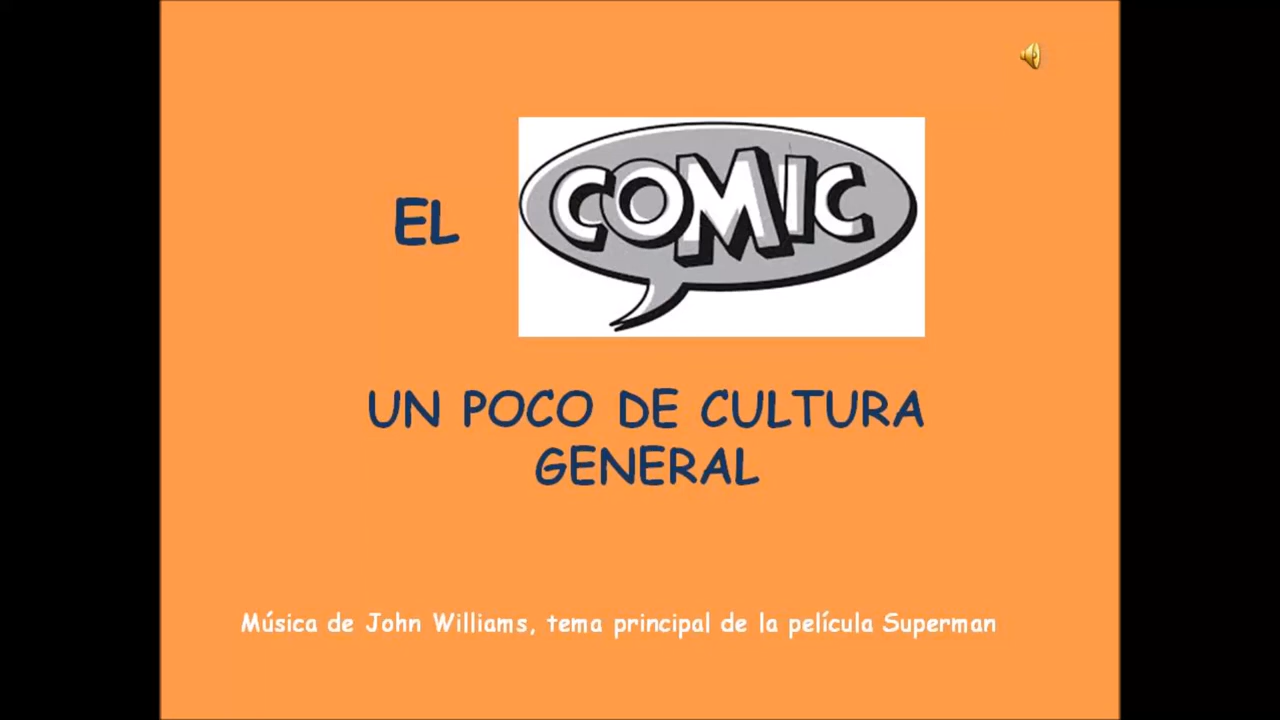 EL COMIC
UN POCO DE CULTURA
GENERAL
Música de John Williams, tema principal de la película Superman